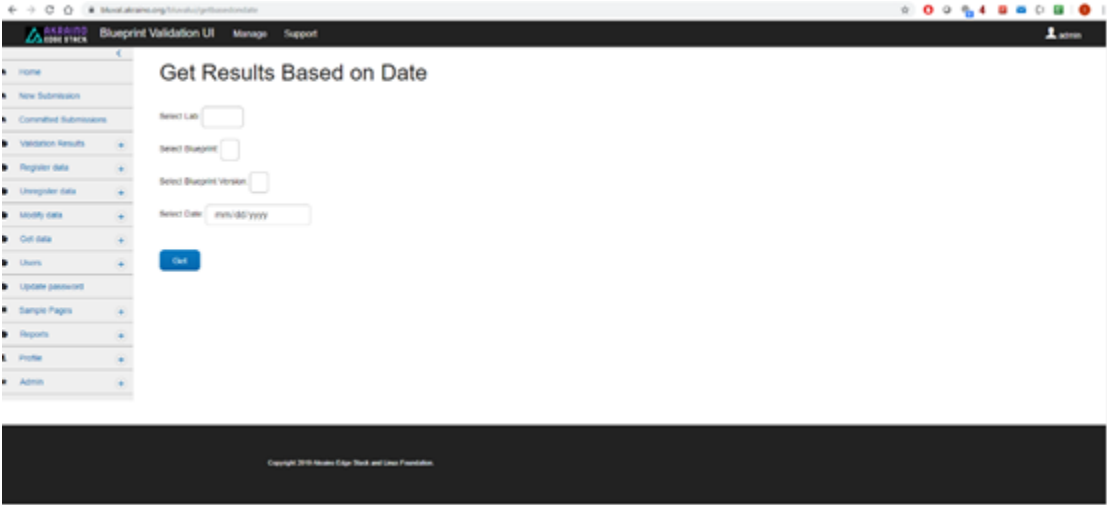 bluval.akraino.org/bluvalui/getbasedondate
AKRAINO
EDGE STACK
Blueprint Validation UI Manage Support admin
Home
New Submission
Committed Submissions
Validation Results
Register data
Unregister data
Modify data
Get data
Users
Update password
Sample Pages
Reports
Profile
Admin
Get Results Based on Date
Select Lab:
Select Blueprint:
Select Blueprint Version:
Select Date: mm/dd/yyyy
Get
Copyright 2019 Akraino Edge Stack and Linux Foundation.